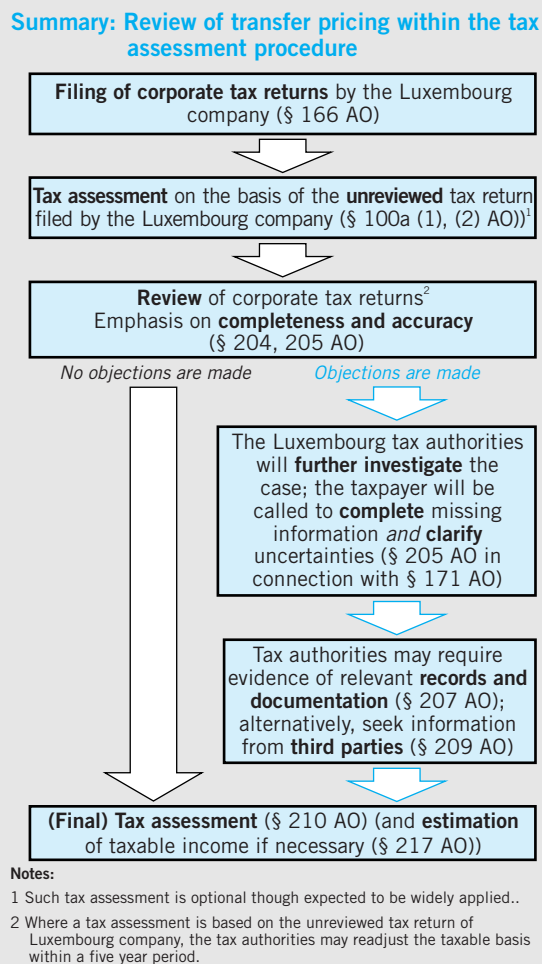 Summary: Review of transfer pricing within the tax
assessment procedure
Filing of corporate tax returns by the Luxembourg
company (§ 166 AO)
Tax assessment on the basis of the unreviewed tax return
filed by the Luxembourg company (§ 100a (1), (2) AO))1
Review of corporate tax returns2
Emphasis on completeness and accuracy
(§ 204, 205 AO)
No objections are made
Objections are made
The Luxembourg tax authorities
will further investigate the
case; the taxpayer will be
called to complete missing
information and clarify
uncertainties (§ 205 AO in
connection with § 171 AO)
Tax authorities may require
evidence of relevant records and
documentation (§ 207 AO);
alternatively, seek information
from third parties (§ 209 AO)
(Final) Tax assessment (§ 210 AO) (and estimation
of taxable income if necessary (§ 217 AO))
Notes:
1 Such tax assessment is optional though expected to be widely applied..
2 Where a tax assessment is based on the unreviewed tax return of
Luxembourg company, the tax authorities may readjust the taxable basis
within a five year period.